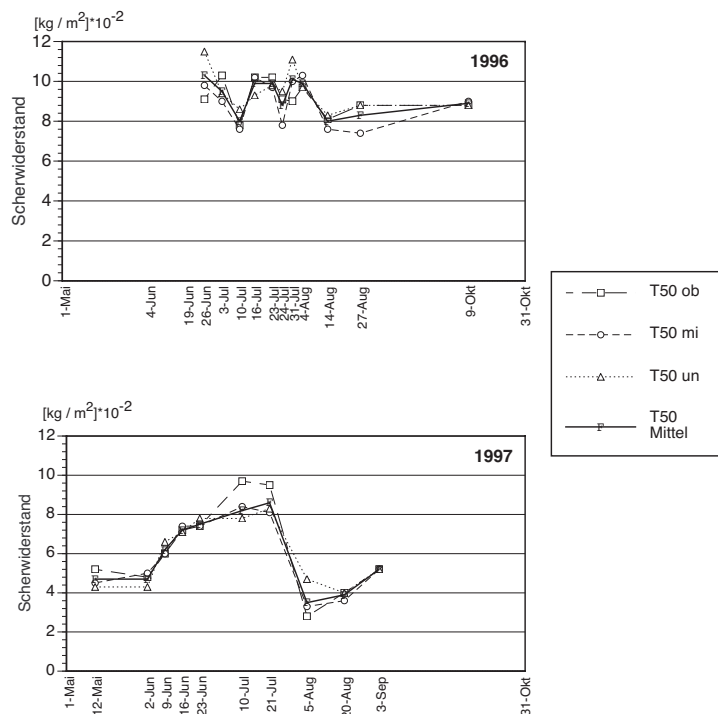 [kg / m²]*10⁻²
1996
12
10
8
6
4
2
0
Scherwiderstand
1-Mai
4-Jun
19-Jun
26-Jun
3-Jul
10-Jul
16-Jul
23-Jul
24-Jul
31-Jul
4-Aug
14-Aug
27-Aug
9-Okt
31-Okt
T50 ob
T50 mi
T50 un
T50
Mittel
[kg / m²]*10⁻²
1997
12
10
8
6
4
2
0
Scherwiderstand
1-Mai
12-Mai
2-Jun
9-Jun
16-Jun
23-Jun
10-Jul
21-Jul
5-Aug
20-Aug
3-Sep
31-Okt